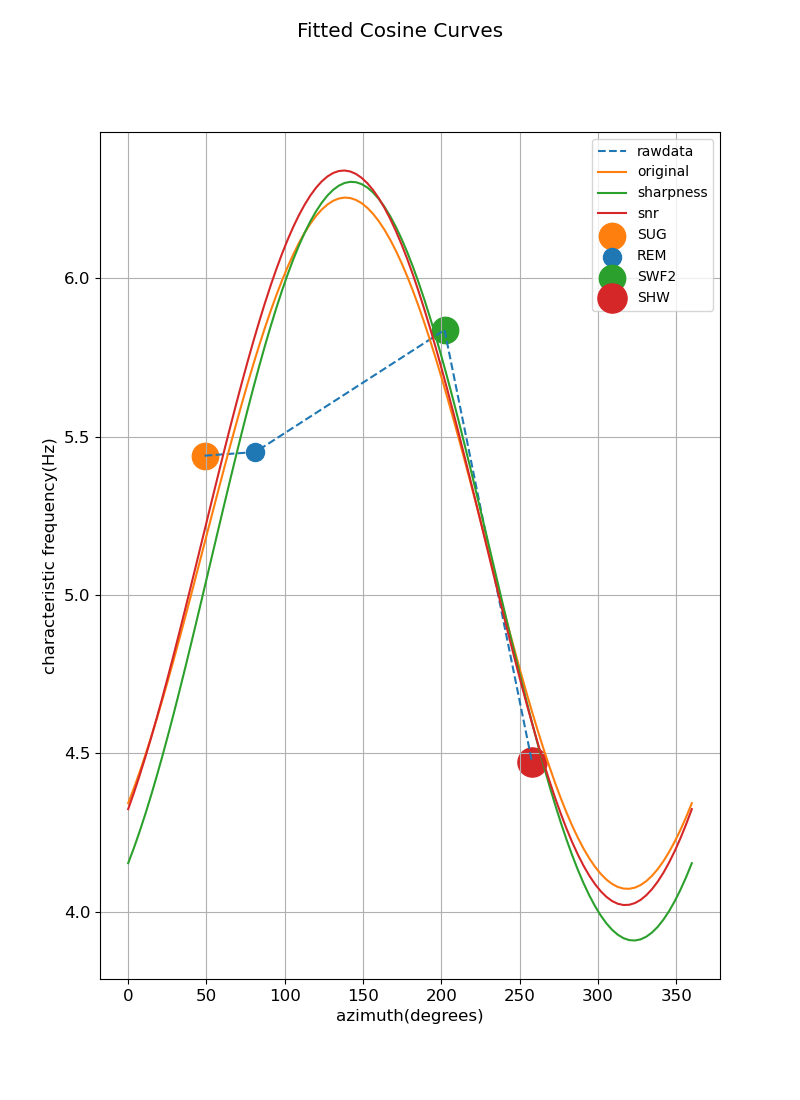 Fitted Cosine Curves
rawdata
original
sharpness
snr
SUG
REM
SWF2
SHW
characteristic frequency(Hz)
6.0
5.5
5.0
4.5
4.0
0 50 100 150 200 250 300 350
azimuth(degrees)